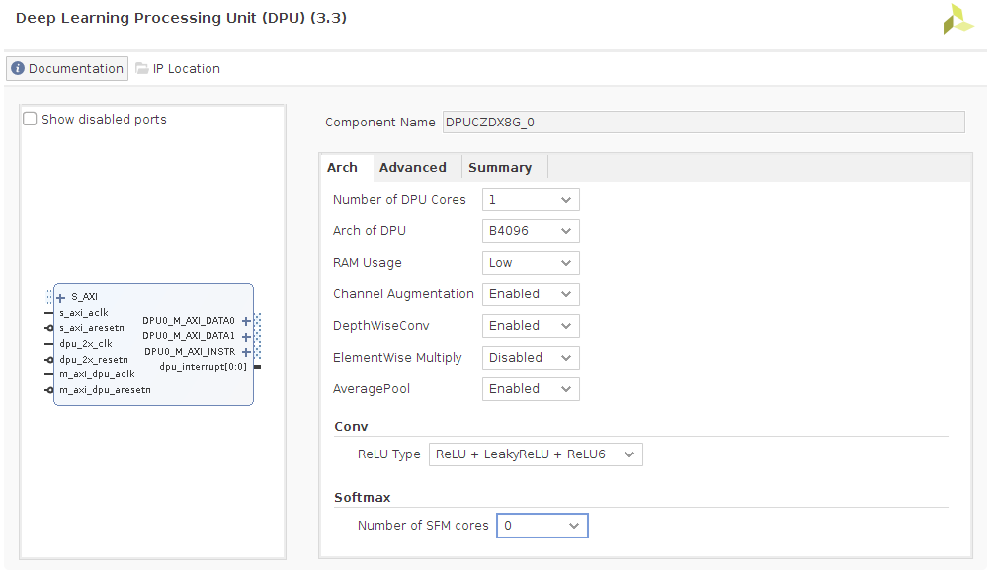 Deep Learning Processing Unit (DPU) (3.3)
Documentation IP Location
Show disabled ports
S_AXI
s_axi_aclk
s_axi_aresetn
dpu_2x_clk
dpu_2x_resetn
m_axi_dpu_aclk
m_axi_dpu_aresetn
DPU0_M_AXI_DATA0
DPU0_M_AXI_DATA1
DPU0_M_AXI_INSTR
dpu_interrupt[0:0]
Component Name DPUCZDX8G_0
Arch Advanced Summary
Number of DPU Cores 1
Arch of DPU B4096
RAM Usage Low
Channel Augmentation Enabled
DepthWiseConv Enabled
ElementWise Multiply Disabled
AveragePool Enabled
Conv
ReLU Type ReLU + LeakyReLU + ReLU6
Softmax
Number of SFM cores 0